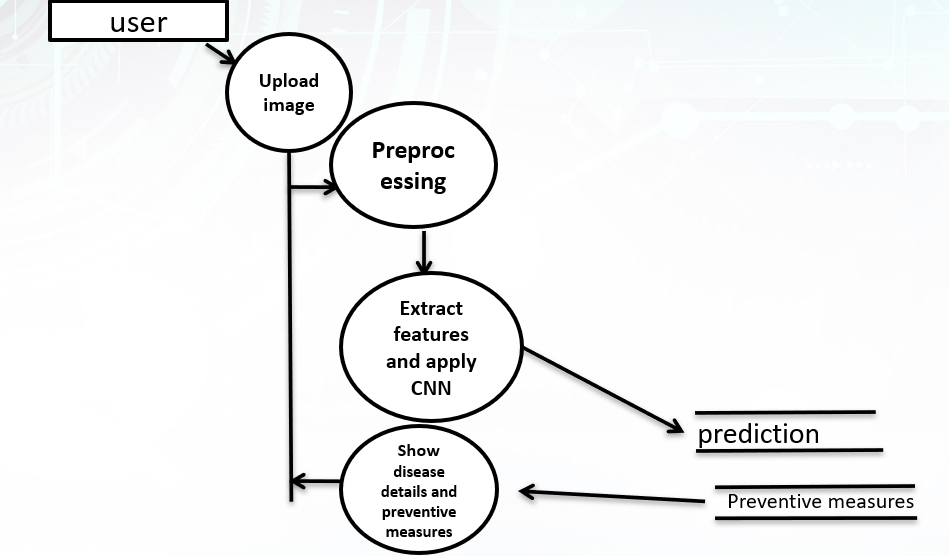 user
Upload
image
Preproc
essing
Extract
features
and apply
CNN
prediction
Show
disease
details and
preventive
measures
Preventive measures